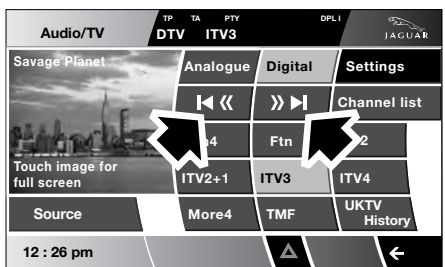 Audio/TV
TP TA PTY DPL I
DTV ITV3
JAGUAR
Savage Planet
Analogue Digital Settings
Channel list
Ftn
Touch image for
full screen
ITV2+1 ITV3 ITV4
Source More4 TMF UKTV
History
12 : 26 pm